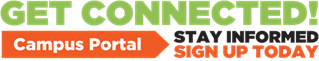 GET CONNECTED!
Campus Portal
STAY INFORMED
SIGN UP TODAY